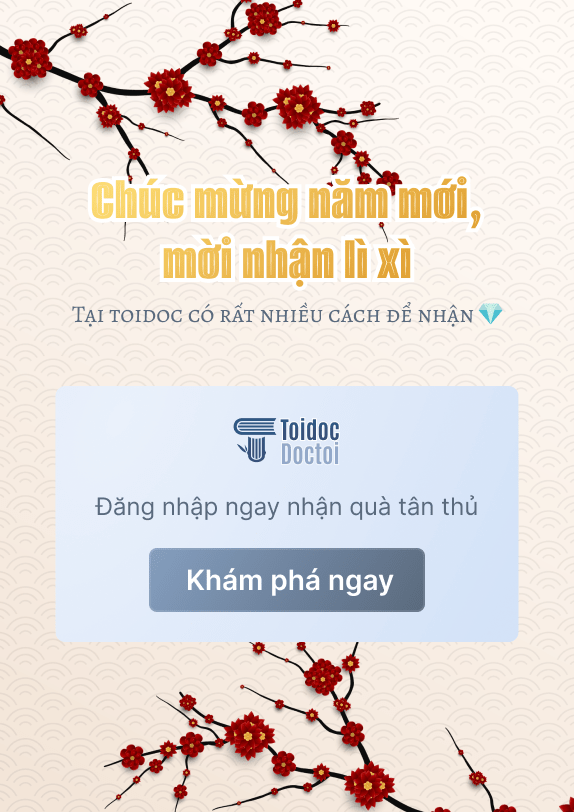 Chúc mừng năm mới,
mời nhận lì xì
Tại toidoc có rất nhiều cách để nhận 💎
Toidoc
Doctoi
Đăng nhập ngay nhận quà tân thủ
Khám phá ngay